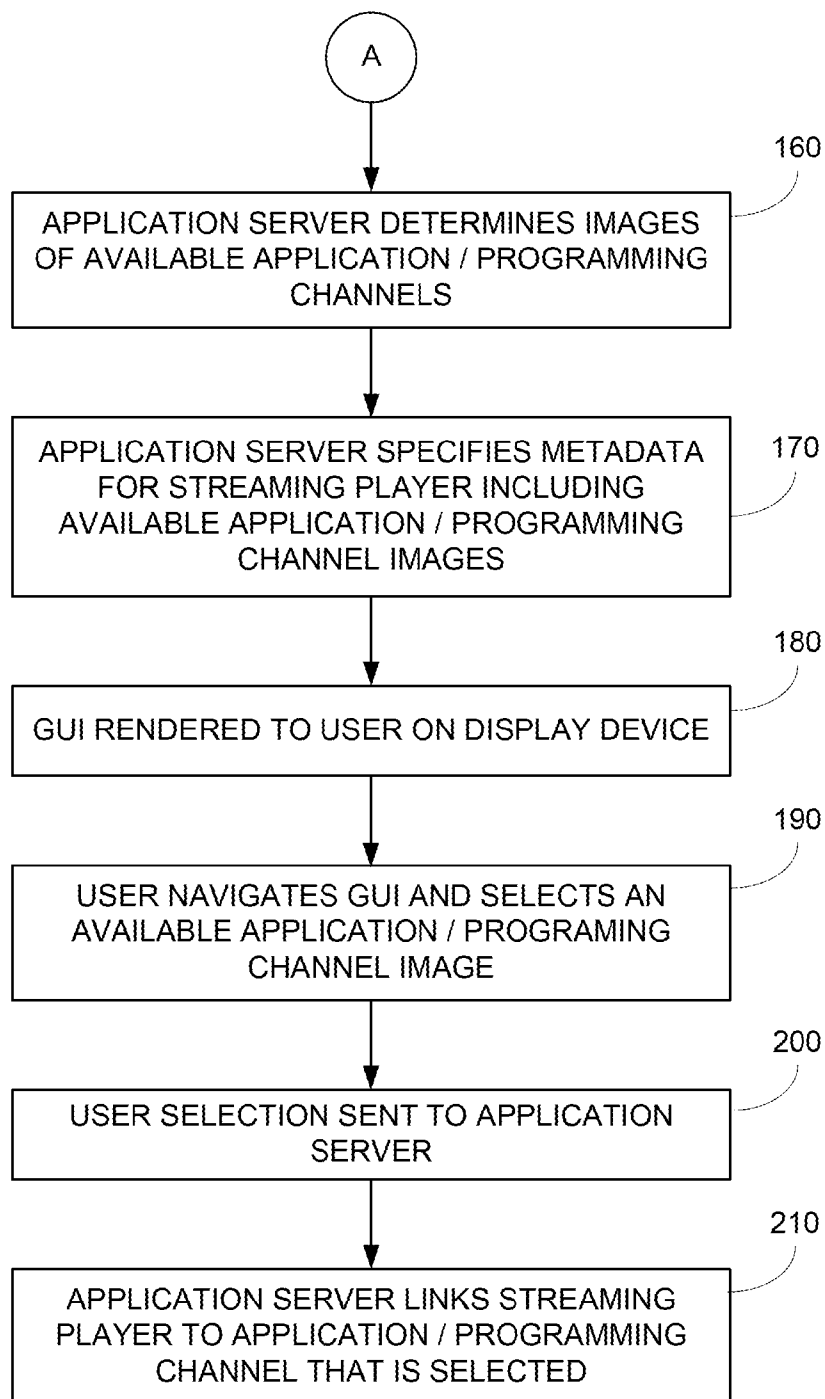 A
160
APPLICATION SERVER DETERMINES IMAGES
OF AVAILABLE APPLICATION / PROGRAMMING
CHANNELS
170
APPLICATION SERVER SPECIFIES METADATA
FOR STREAMING PLAYER INCLUDING
AVAILABLE APPLICATION / PROGRAMMING
CHANNEL IMAGES
180
GUI RENDERED TO USER ON DISPLAY DEVICE
190
USER NAVIGATES GUI AND SELECTS AN
AVAILABLE APPLICATION / PROGRAMING
CHANNEL IMAGE
200
USER SELECTION SENT TO APPLICATION
SERVER
210
APPLICATION SERVER LINKS STREAMING
PLAYER TO APPLICATION / PROGRAMMING
CHANNEL THAT IS SELECTED